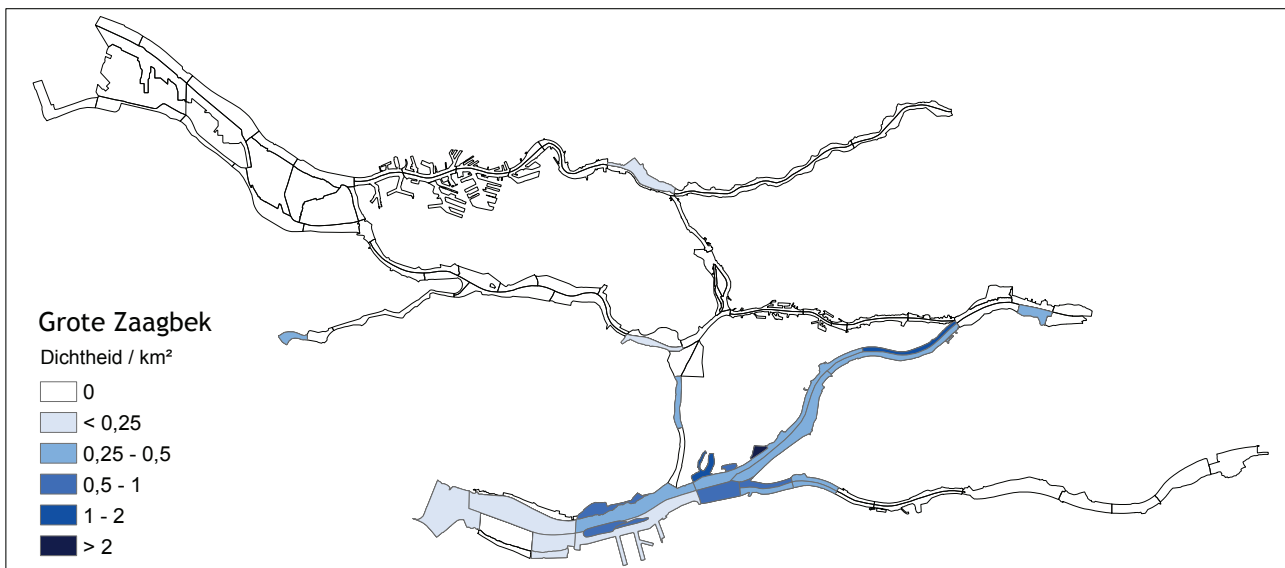 Grote Zaagbek
Dichtheid / km²
0
< 0,25
0,25 - 0,5
0,5 - 1
1 - 2
> 2